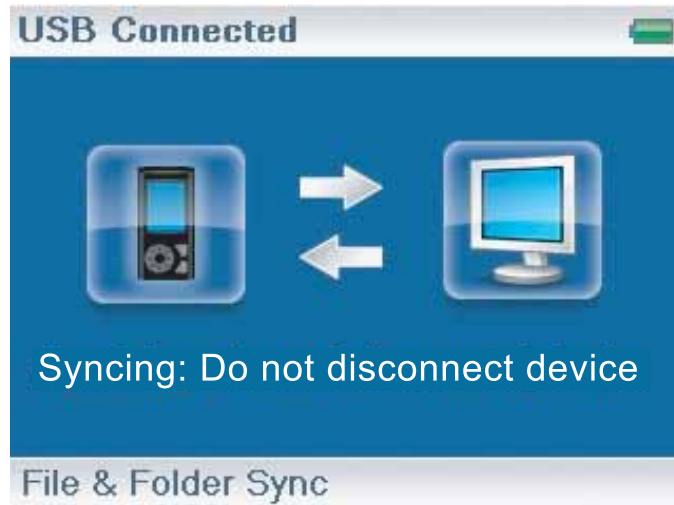 USB Connected
Syncing: Do not disconnect device
File & Folder Sync